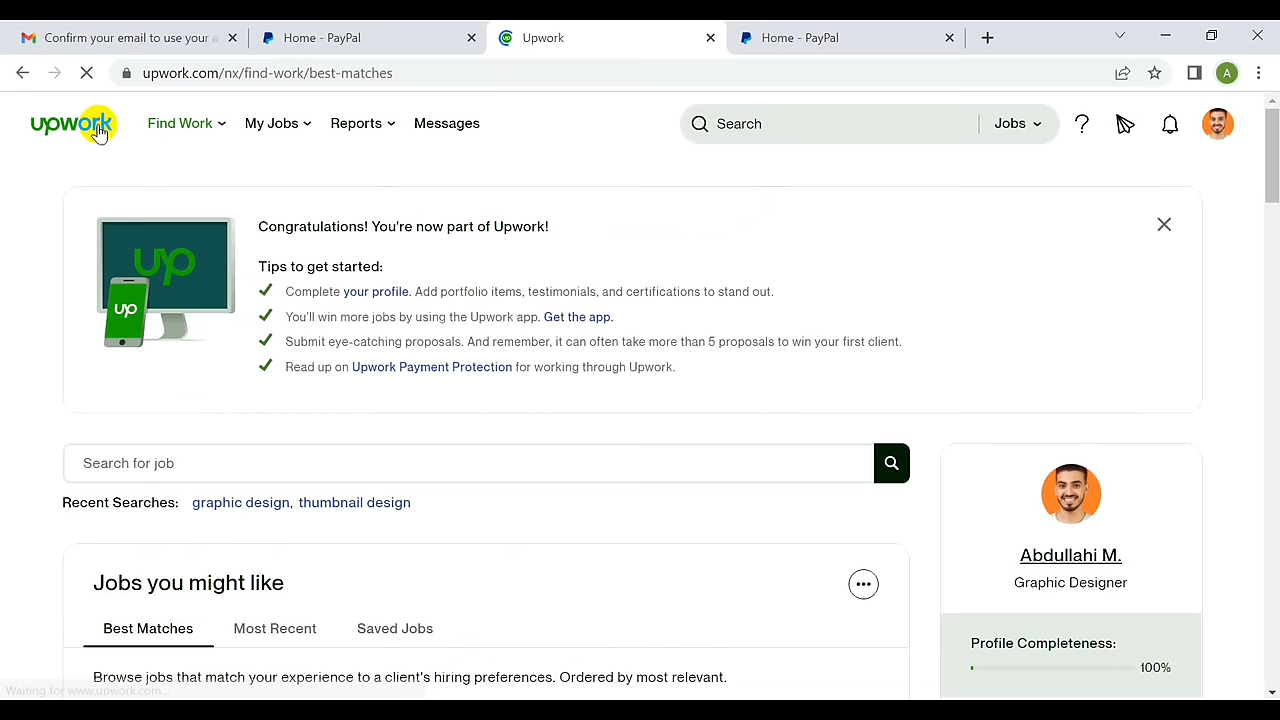 Confirm your email to use your a
Home - PayPal
Upwork
Home - PayPal
upwork.com/nx/find-work/best-matches
A
upwork
Find Work
My Jobs
Reports
Messages
Search
Jobs
?
up
up
Congratulations! You're now part of Upwork!
Tips to get started:
Complete your profile. Add portfolio items, testimonials, and certifications to stand out.
You'll win more jobs by using the Upwork app. Get the app.
Submit eye-catching proposals. And remember, it can often take more than 5 proposals to win your first client.
Read up on Upwork Payment Protection for working through Upwork.
Search for job
Recent Searches: graphic design, thumbnail design
Jobs you might like
Best Matches
Most Recent
Saved Jobs
Browse jobs that match your experience to a client's hiring preferences. Ordered by most relevant.
Abdullahi M.
Graphic Designer
Profile Completeness:
100%
Waiting for www.upwork.com...